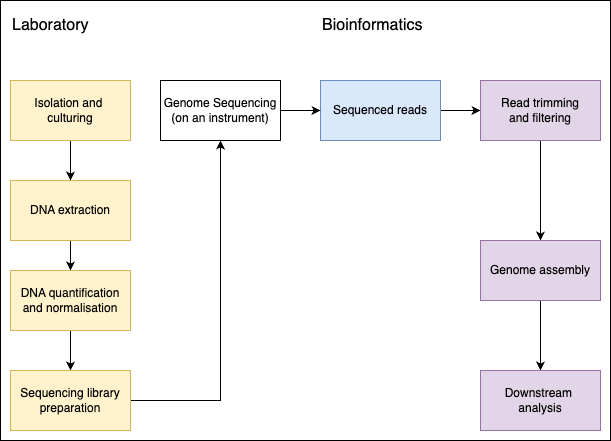 Laboratory
Bioinformatics
Isolation and
culturing
DNA extraction
DNA quantification
and normalisation
Sequencing library
preparation
Genome Sequencing
(on an instrument)
Sequenced reads
Read trimming
and filtering
Genome assembly
Downstream
analysis